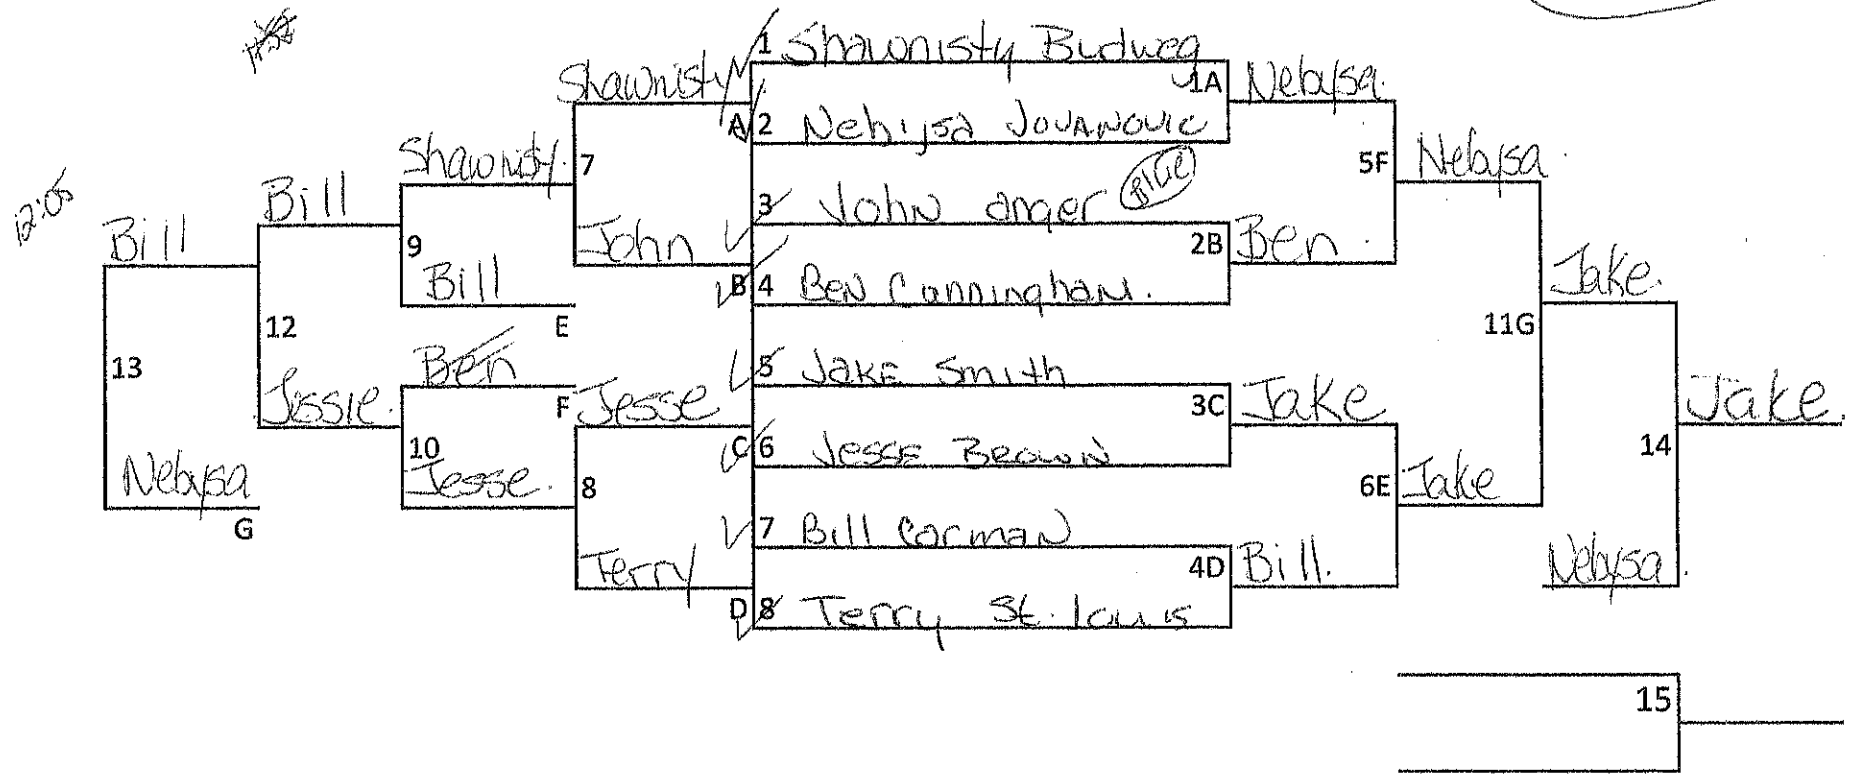 1 Shawnisty Budweg
Shawnisty
1A
Nebysa.
A 2 Nebysa Jovanovic
Shawnisty.
7
5F
Nebysa
12:05
Bill
3 John anger BYE
Bill
9
John
2B
Ben
Bill
B 4 Ben Cunningham.
Jake.
E
12
11G
13
Ben
5 Jake Smith
Jessie.
F
Jesse
3C
Jake
Jake.
10
C 6 Jesse Brown
14
Nebysa
Jesse.
8
6E
Jake
G
7 Bill Corman
Terry
4D
Bill.
Nebysa.
D 8 Terry St. louis
15